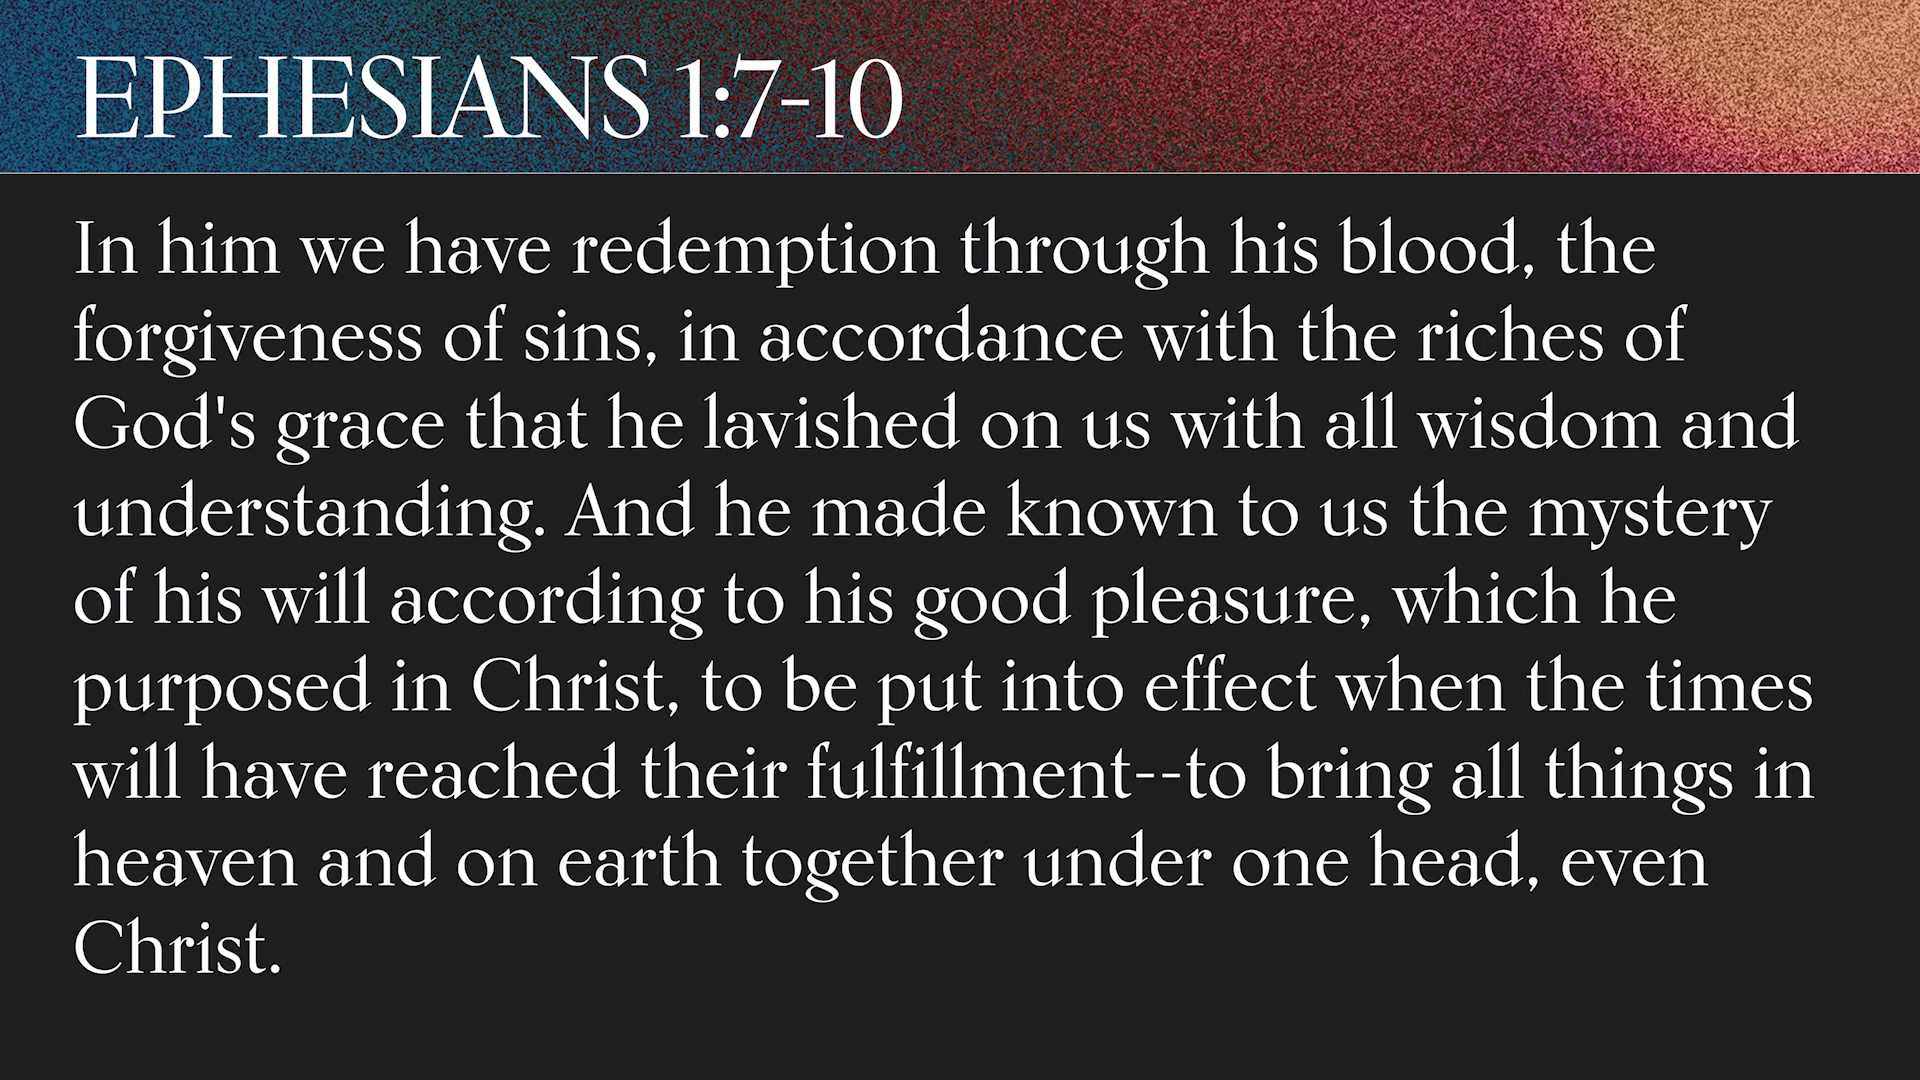 EPHESIANS 1:7-10
In him we have redemption through his blood, the
forgiveness of sins, in accordance with the riches of
God's grace that he lavished on us with all wisdom and
understanding. And he made known to us the mystery
of his will according to his good pleasure, which he
purposed in Christ, to be put into effect when the times
will have reached their fulfillment--to bring all things in
heaven and on earth together under one head, even
Christ.